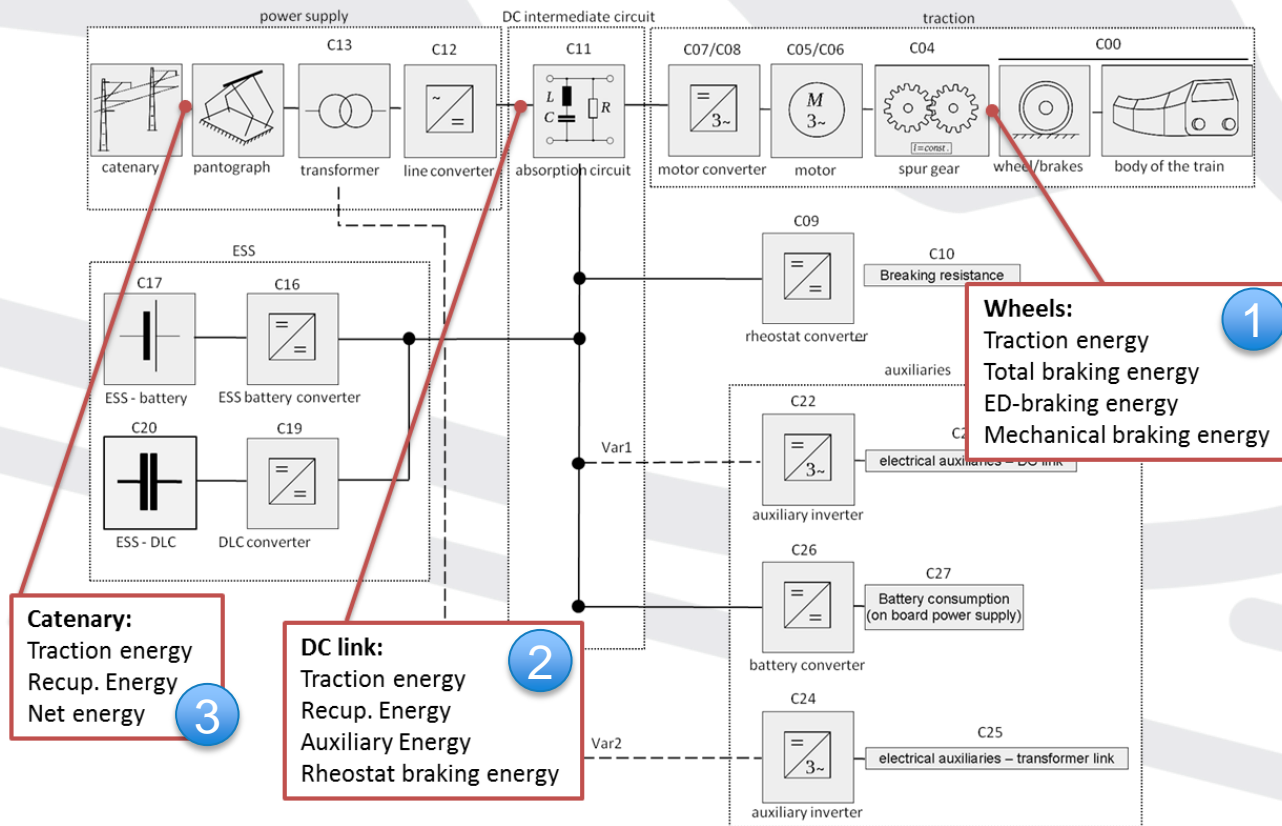 power supply
DC intermediate circuit
traction
C13
C12
C11
C07/C08
C05/C06
C04
C00
~
=
L
C
R
=
3~
M
3~
i=const.
catenary
pantograph
transformer
line converter
absorption circuit
motor converter
motor
spur gear
wheel/brakes
body of the train
ESS
C17
C16
=
=
ESS - battery
ESS battery converter
C20
C19
=
=
ESS - DLC
DLC converter
C09
=
=
rheostat converter
C10
Breaking resistance
Wheels:
Traction energy
Total braking energy
ED-braking energy
Mechanical braking energy
1
auxiliaries
Var1
C22
=
3~
auxiliary inverter
electrical auxiliaries – DC link
C26
=
=
battery converter
C27
Battery consumption
(on board power supply)
Var2
C24
=
3~
auxiliary inverter
C25
electrical auxiliaries – transformer link
Catenary:
Traction energy
Recup. Energy
Net energy
3
DC link:
Traction energy
Recup. Energy
Auxiliary Energy
Rheostat braking energy
2